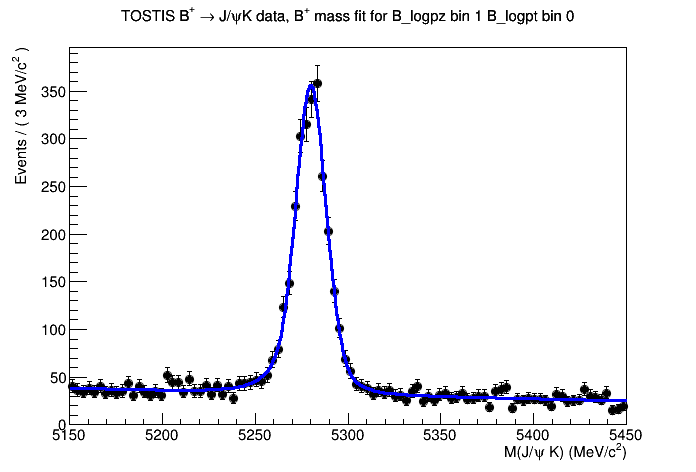 TOSTIS B⁺ → J/ψK data, B⁺ mass fit for B_logpz bin 1 B_logpt bin 0
Events / ( 3 MeV/c² )
350
300
250
200
150
100
50
0
5150 5200 5250 5300 5350 5400 5450
M(J/ψ K) (MeV/c²)